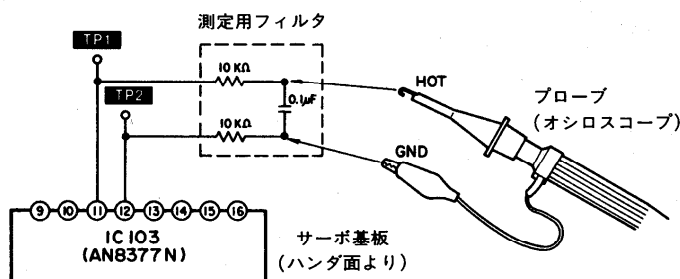 測定用フィルタ
TP1
10KΩ
HOT
プローブ
(オシロスコープ)
0.1μF
TP2
10KΩ
GND
9 10 11 12 13 14 15 16
IC103
(AN8377N)
サーボ基板
(ハンダ面より)